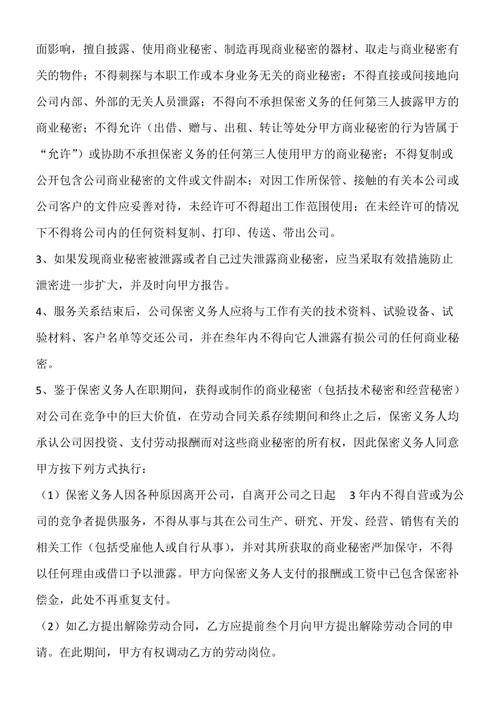 面影响，擅自披露、使用商业秘密、制造再现商业秘密的器材、取走与商业秘密有
关的物件；不得刺探与本职工作或本身业务无关的商业秘密；不得直接或间接地向
公司内部、外部的无关人员泄露；不得向不承担保密义务的任何第三人披露甲方的
商业秘密；不得允许（出借、赠与、出租、转让等处分甲方商业秘密的行为皆属于
“允许”）或协助不承担保密义务的任何第三人使用甲方的商业秘密；不得复制或
公开包含公司商业秘密的文件或文件副本；对因工作所保管、接触的有关本公司或
公司客户的文件应妥善对待，未经许可不得超出工作范围使用；在未经许可的情况
下不得将公司内的任何资料复制、打印、传送、带出公司。
3、如果发现商业秘密被泄露或者自己过失泄露商业秘密，应当采取有效措施防止
泄密进一步扩大，并及时向甲方报告。
4、服务关系结束后，公司保密义务人应将与工作有关的技术资料、试验设备、试
验材料、客户名单等交还公司，并在叁年内不得向它人泄露有损公司的任何商业秘
密。
5、鉴于保密义务人在职期间，获得或制作的商业秘密（包括技术秘密和经营秘密）
对公司在竞争中的巨大价值，在劳动合同关系存续期间和终止之后，保密义务人均
承认公司因投资、支付劳动报酬而对这些商业秘密的所有权，因此保密义务人同意
甲方按下列方式执行：
（1）保密义务人因各种原因离开公司，自离开公司之日起　3 年内不得自营或为公
司的竞争者提供服务，不得从事与其在公司生产、研究、开发、经营、销售有关的
相关工作（包括受雇他人或自行从事），并对其所获取的商业秘密严加保守，不得
以任何理由或借口予以泄露。甲方向保密义务人支付的报酬或工资中已包含保密补
偿金，此处不再重复支付。
（2）如乙方提出解除劳动合同，乙方应提前叁个月向甲方提出解除劳动合同的申
请。在此期间，甲方有权调动乙方的劳动岗位。